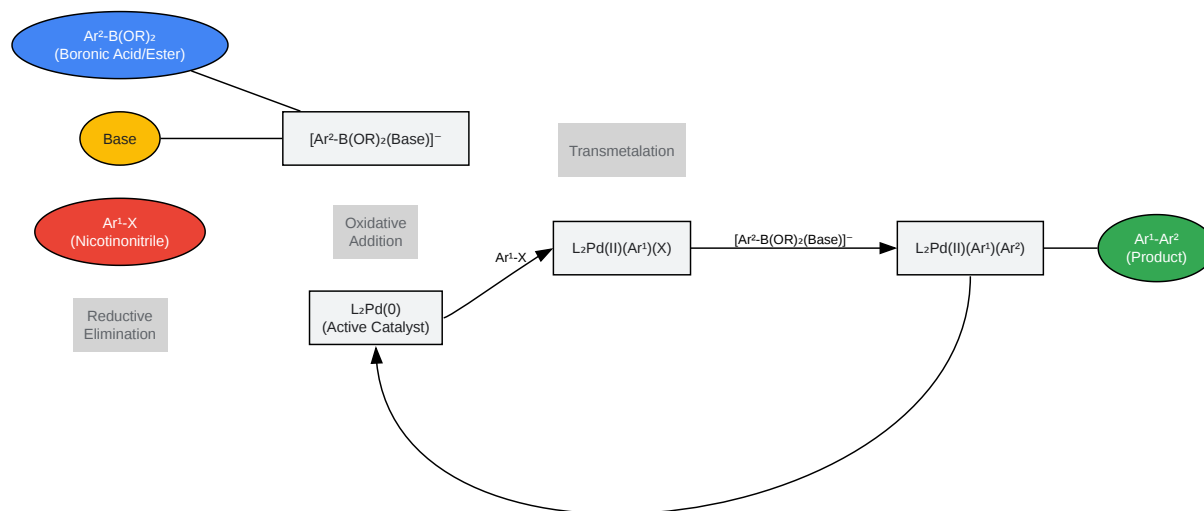 Ar²-B(OR)₂
(Boronic Acid/Ester)
Base
[Ar²-B(OR)₂(Base)]⁻
Transmetalation
Ar¹-X
(Nicotinonitrile)
Oxidative
Addition
Ar¹-X
L₂Pd(II)(Ar¹)(X)
[Ar²-B(OR)₂(Base)]⁻
L₂Pd(II)(Ar¹)(Ar²)
Ar¹-Ar²
(Product)
Reductive
Elimination
L₂Pd(0)
(Active Catalyst)